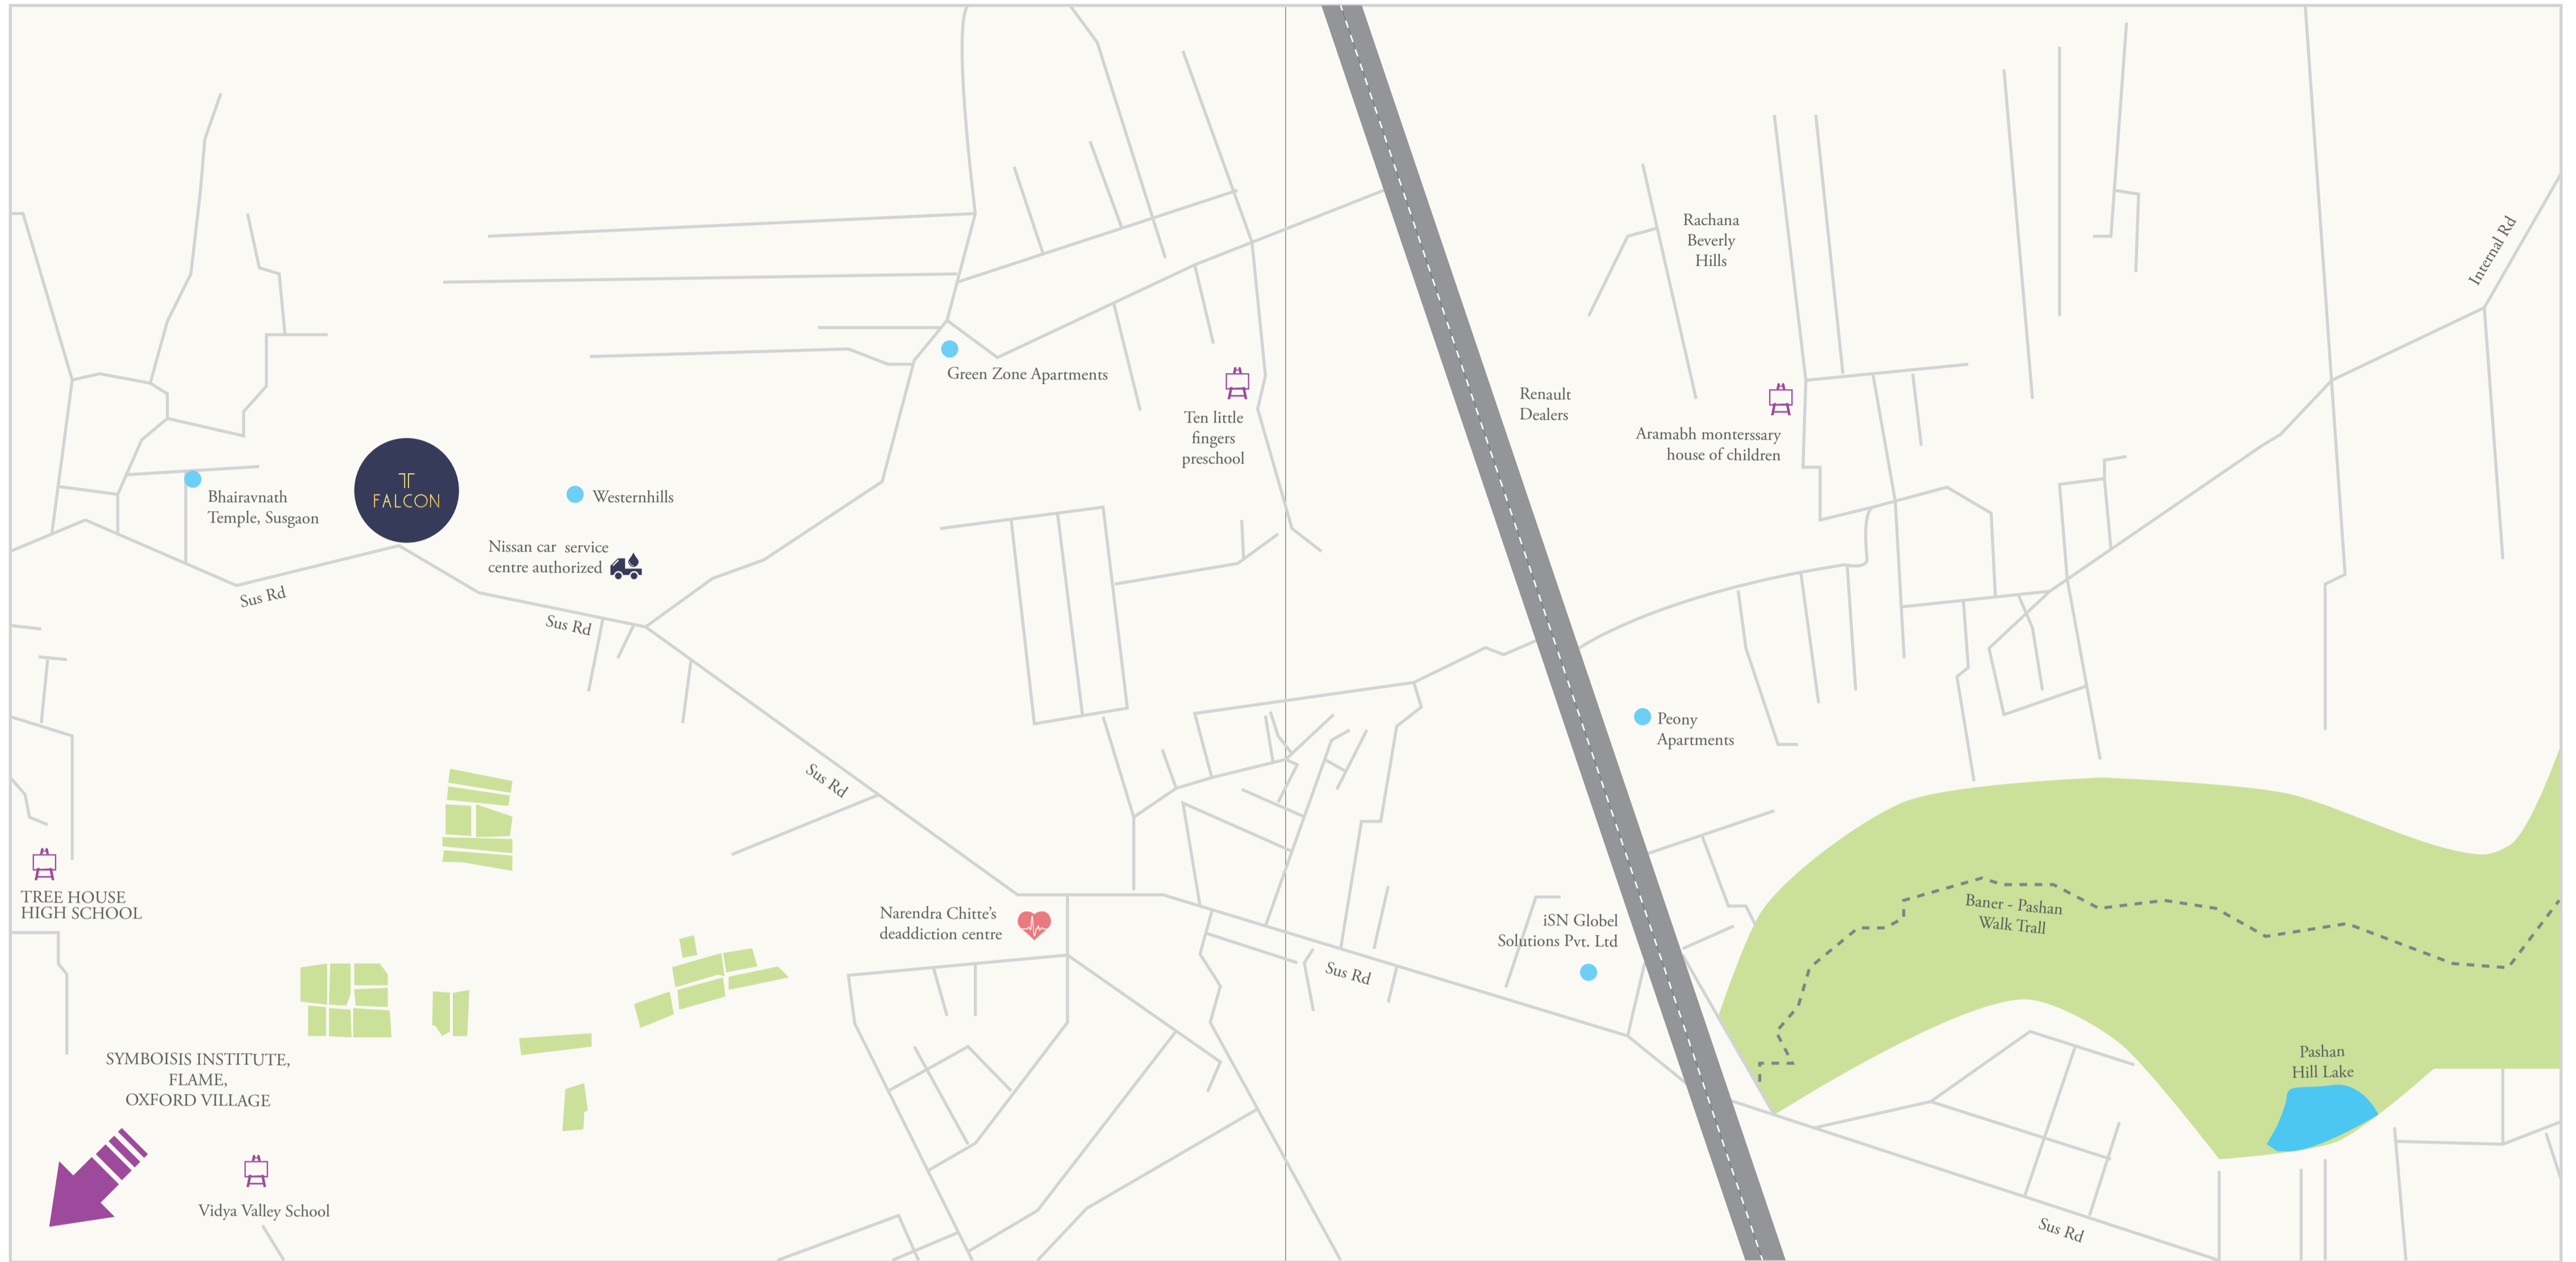 Rachana
Beverly
Hills
Internal Rd
Green Zone Apartments
Ten little
fingers
preschool
Renault
Dealers
Aramabh monterssary
house of children
Bhairavnath
Temple, Susgaon
FALCON
Westernhills
Nissan car service
centre authorized
Sus Rd
Sus Rd
Peony
Apartments
Sus Rd
TREE HOUSE
HIGH SCHOOL
Narendra Chitte's
deaddiction centre
iSN Globel
Solutions Pvt. Ltd
Baner - Pashan
Walk Trall
Sus Rd
SYMBOISIS INSTITUTE,
FLAME,
OXFORD VILLAGE
Pashan
Hill Lake
Vidya Valley School
Sus Rd